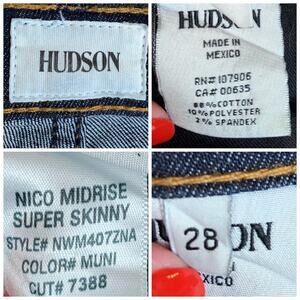 HUDSON
HUDSON
MADE IN
MEXICO
RN# 107906
CA# 00635
88%COTTON
10%POLYESTER
2% SPANDEX
NICO MIDRISE
SUPER SKINNY
STYLE# NWM407ZNA
COLOR# MUNI
CUT# 7388
28
ON
XICO